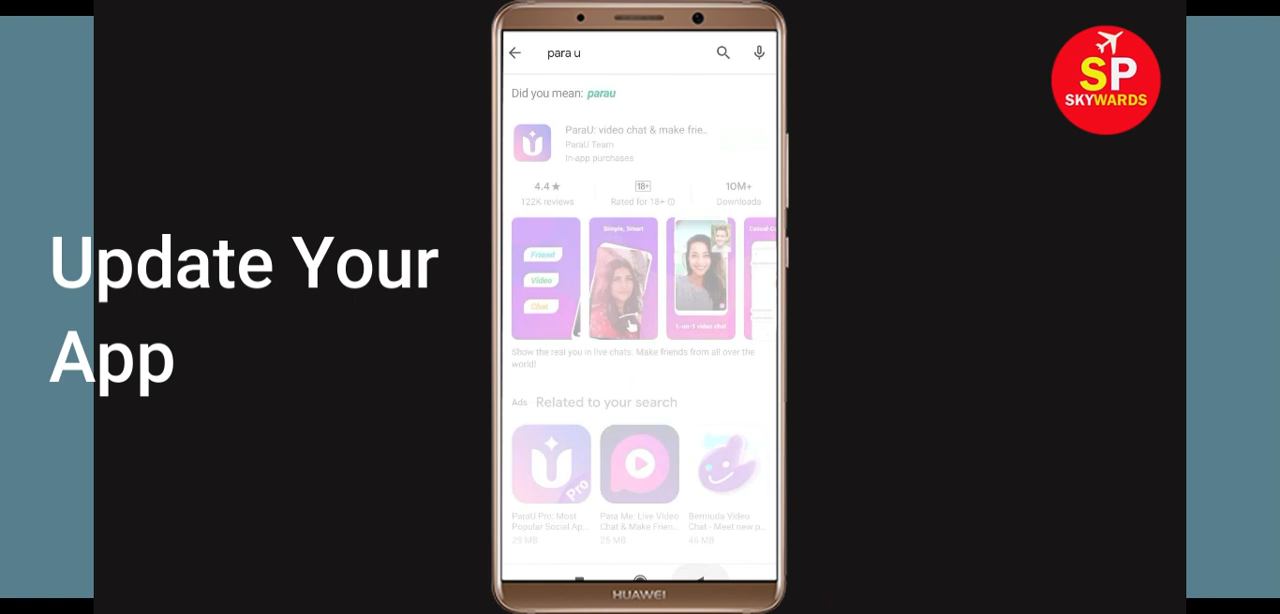 para u
Did you mean: parau
ParaU: video chat & make frie..
ParaU Team
In-app purchases
4.4★
122K reviews
18+
Rated for 18+
10M+
Downloads
Friend
Video
Chat
Simple, Smart
1-on-1 video chat
Casual C
Show the real you in live chats. Make friends from all over the
world!
Ads Related to your search
Pro
ParaU Pro: Most
Popular Social Ap...
29 MB
Para Me: Live Video
Chat & Make Frien...
25 MB
Bermuda Video
Chat - Meet new p...
46 MB
HUAWEI
Update Your
App
SP
SKYWARDS